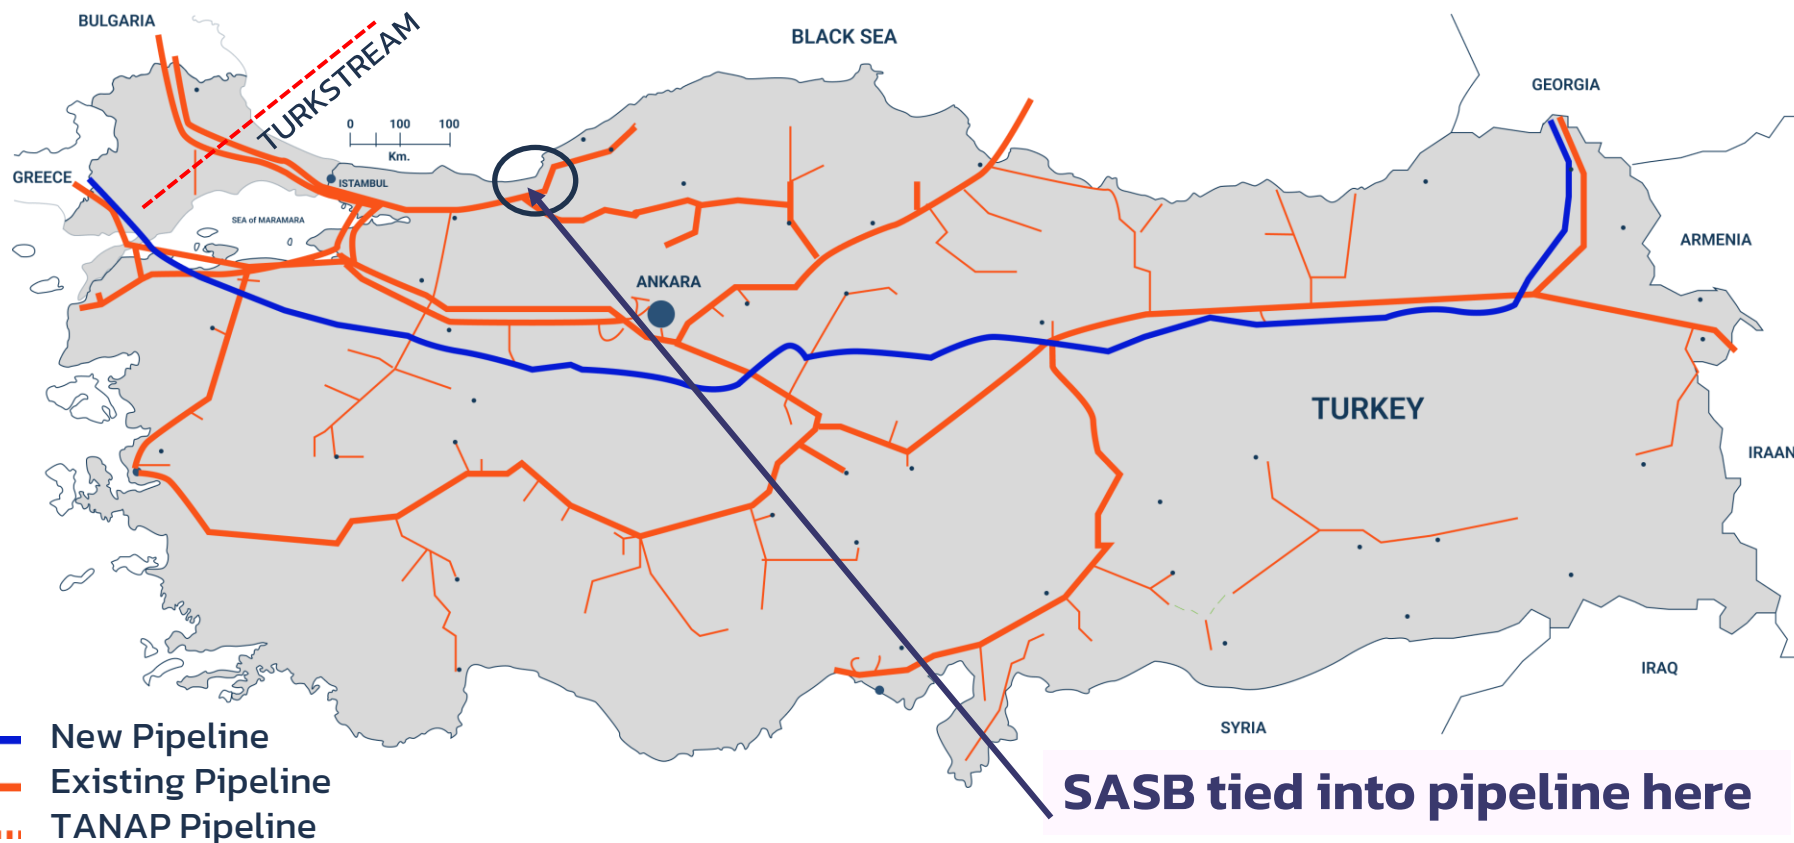 BULGARIA
TURKSTREAM
BLACK SEA
GEORGIA
0 100 100
Km.
GREECE
ISTAMBUL
SEA of MARAMARA
ARMENIA
ANKARA
TURKEY
IRAAN
IRAQ
SYRIA
New Pipeline
Existing Pipeline
TANAP Pipeline
SASB tied into pipeline here